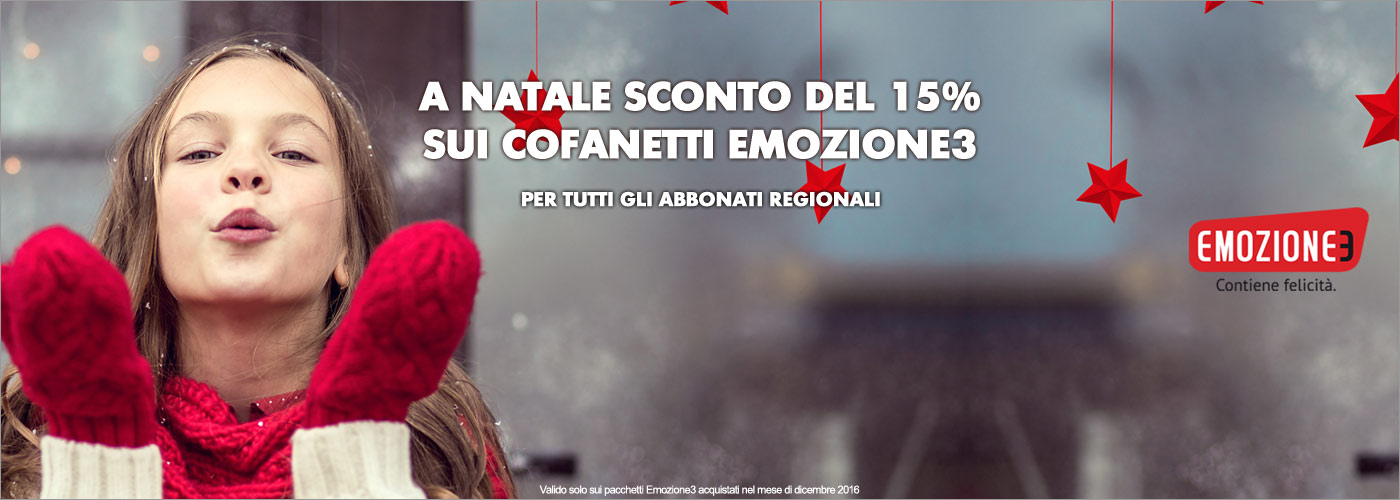 A NATALE SCONTO DEL 15%
SUI COFANETTI EMOZIONE3
PER TUTTI GLI ABBONATI REGIONALI
EMOZIONE3
Contiene felicità.
Valido solo sui pacchetti Emozione3 acquistati nel mese di dicembre 2016